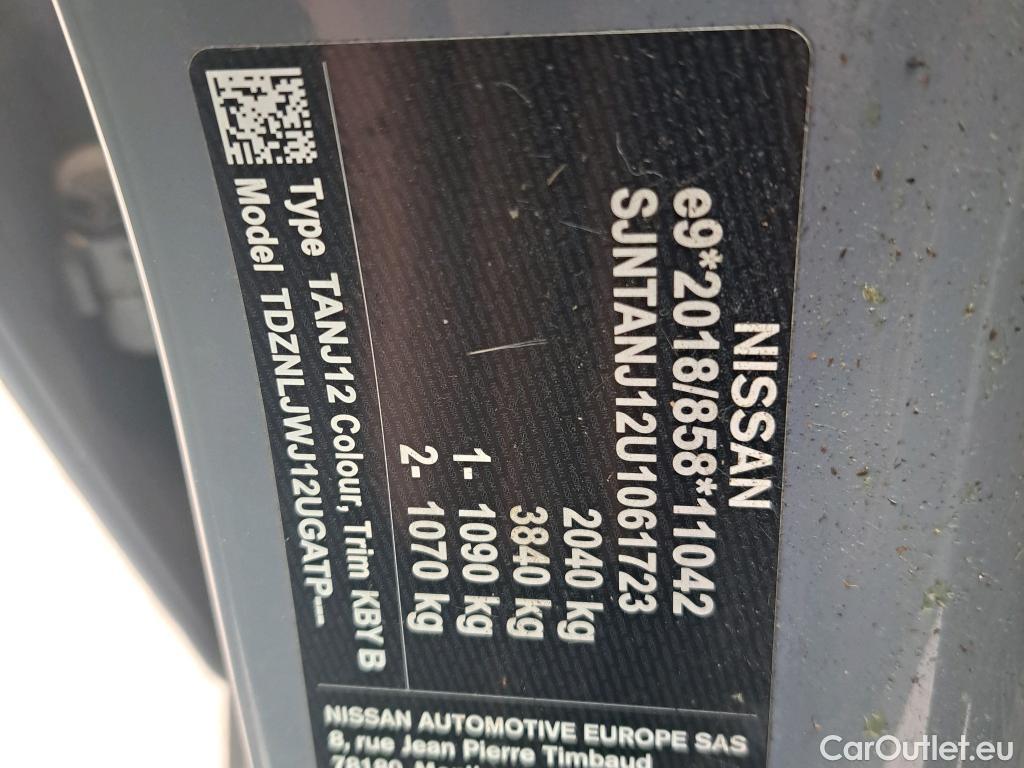 NISSAN
e9*2018/858*11042
SJNTANJ12U1061723
2040 kg
3840 kg
1- 1090 kg
2- 1070 kg
Type TANJ12 Colour, Trim KBY B
Model TDZNLJWJ12UGATP-----
NISSAN AUTOMOTIVE EUROPE SAS
8, rue Jean Pierre Timbaud
78180
CarOutlet.eu